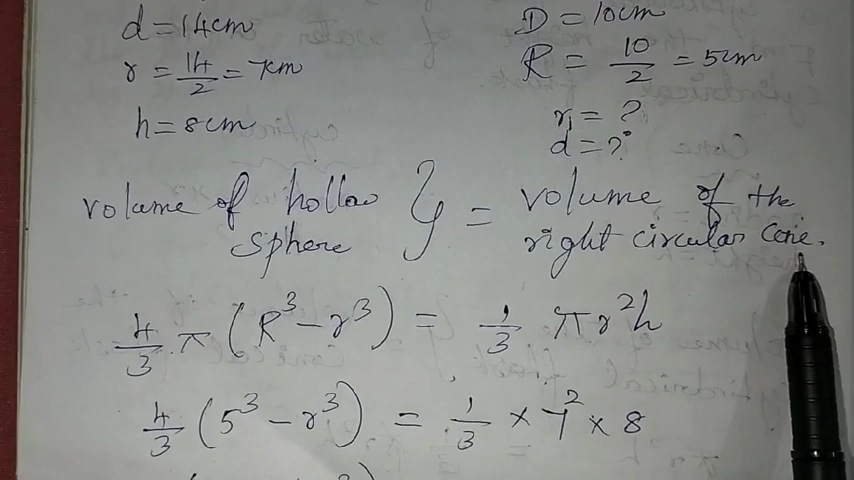 d = 14cm
r = 14/2 = 7cm
h = 8cm
D = 10cm
R = 10/2 = 5cm
r₁ = ?
d = ?
volume of hollow sphere } = volume of the right circular cone.
4/3 π (R³ − r³) = 1/3 πr²h
4/3 (5³ − r³) = 1/3 × 7² × 8